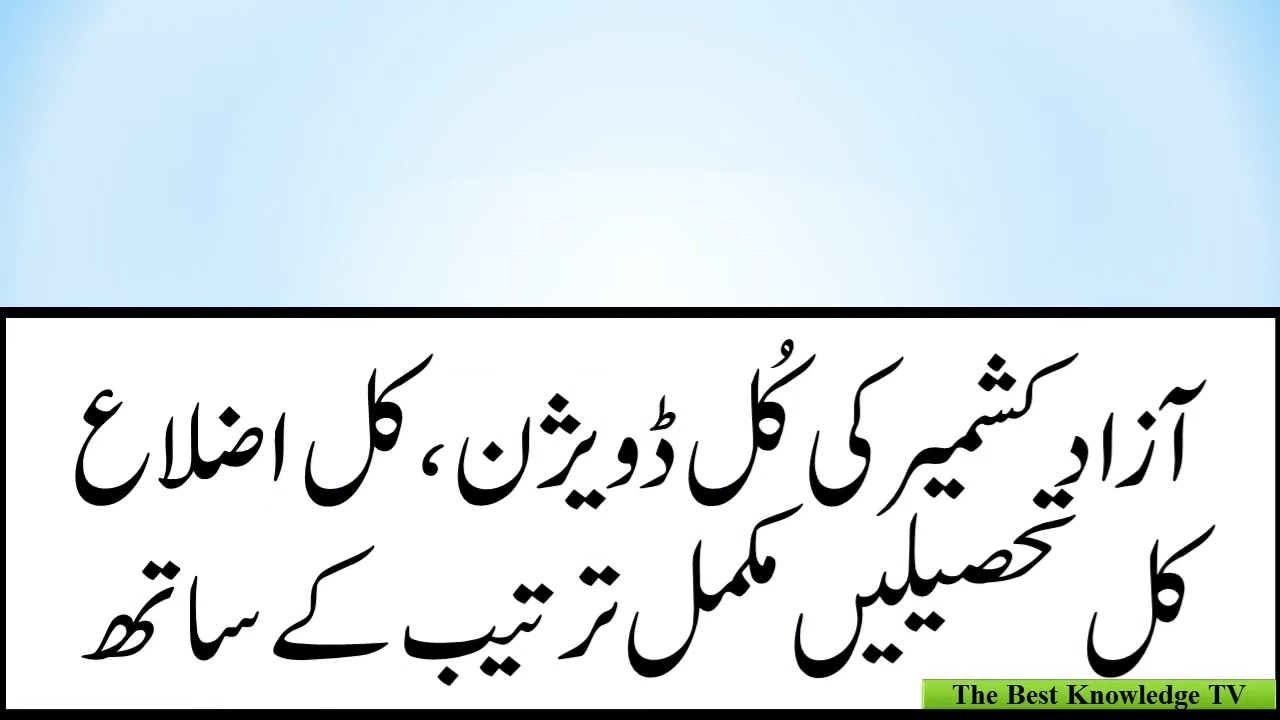 آزاد کشمیر کی کُل ڈویژن، کل اضلاع
کل تحصیلیں مکمل ترتیب کے ساتھ
The Best Knowledge TV